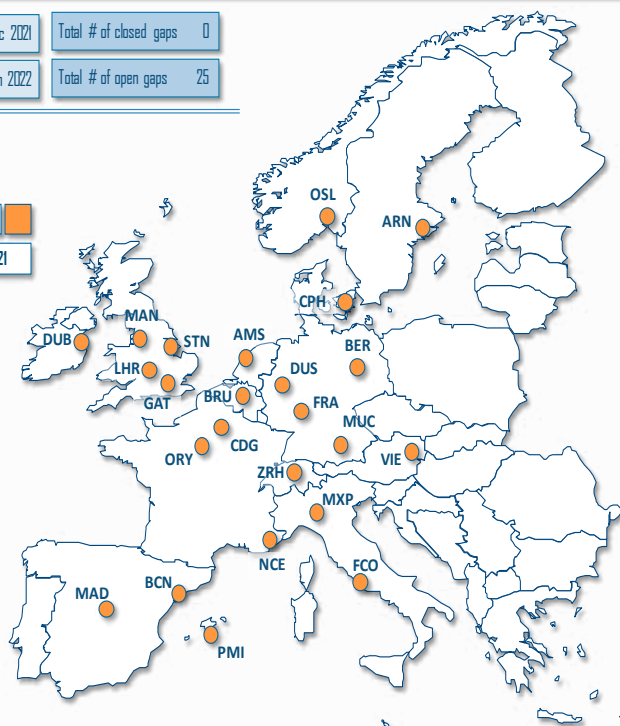 c 2021
Total # of closed gaps 0
2022
Total # of open gaps 25
21
OSL
ARN
CPH
MAN
DUB
STN
AMS
BER
LHR
DUS
GAT
BRU
FRA
MUC
CDG
ORY
VIE
ZRH
MXP
NCE
FCO
BCN
MAD
PMI